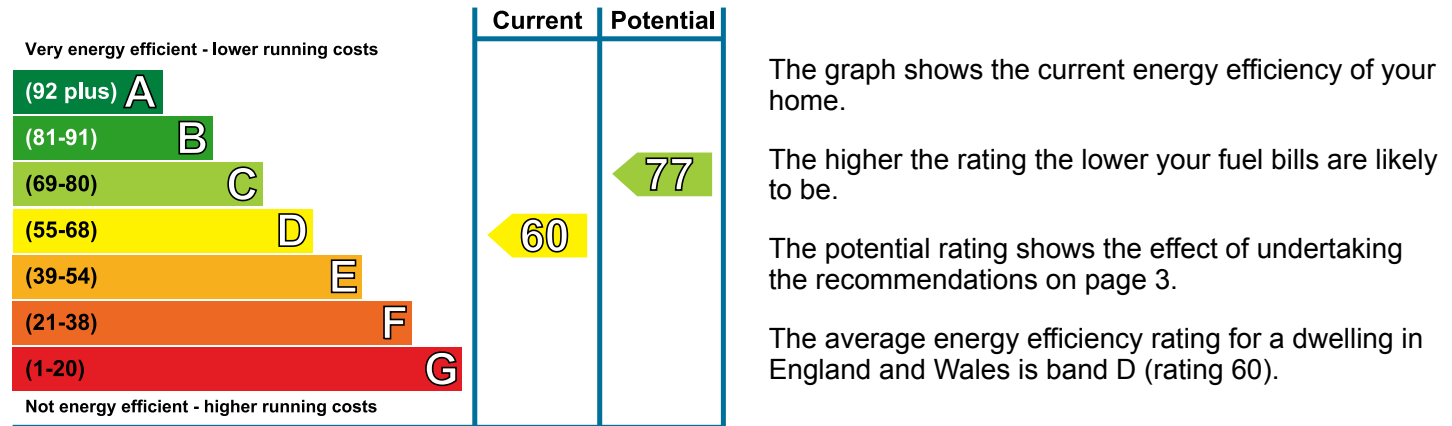 Current Potential
Very energy efficient - lower running costs
(92 plus) A
(81-91) B
(69-80) C
77
(55-68) D
60
(39-54) E
(21-38) F
(1-20) G
Not energy efficient - higher running costs
The graph shows the current energy efficiency of your
home.
The higher the rating the lower your fuel bills are likely
to be.
The potential rating shows the effect of undertaking
the recommendations on page 3.
The average energy efficiency rating for a dwelling in
England and Wales is band D (rating 60).